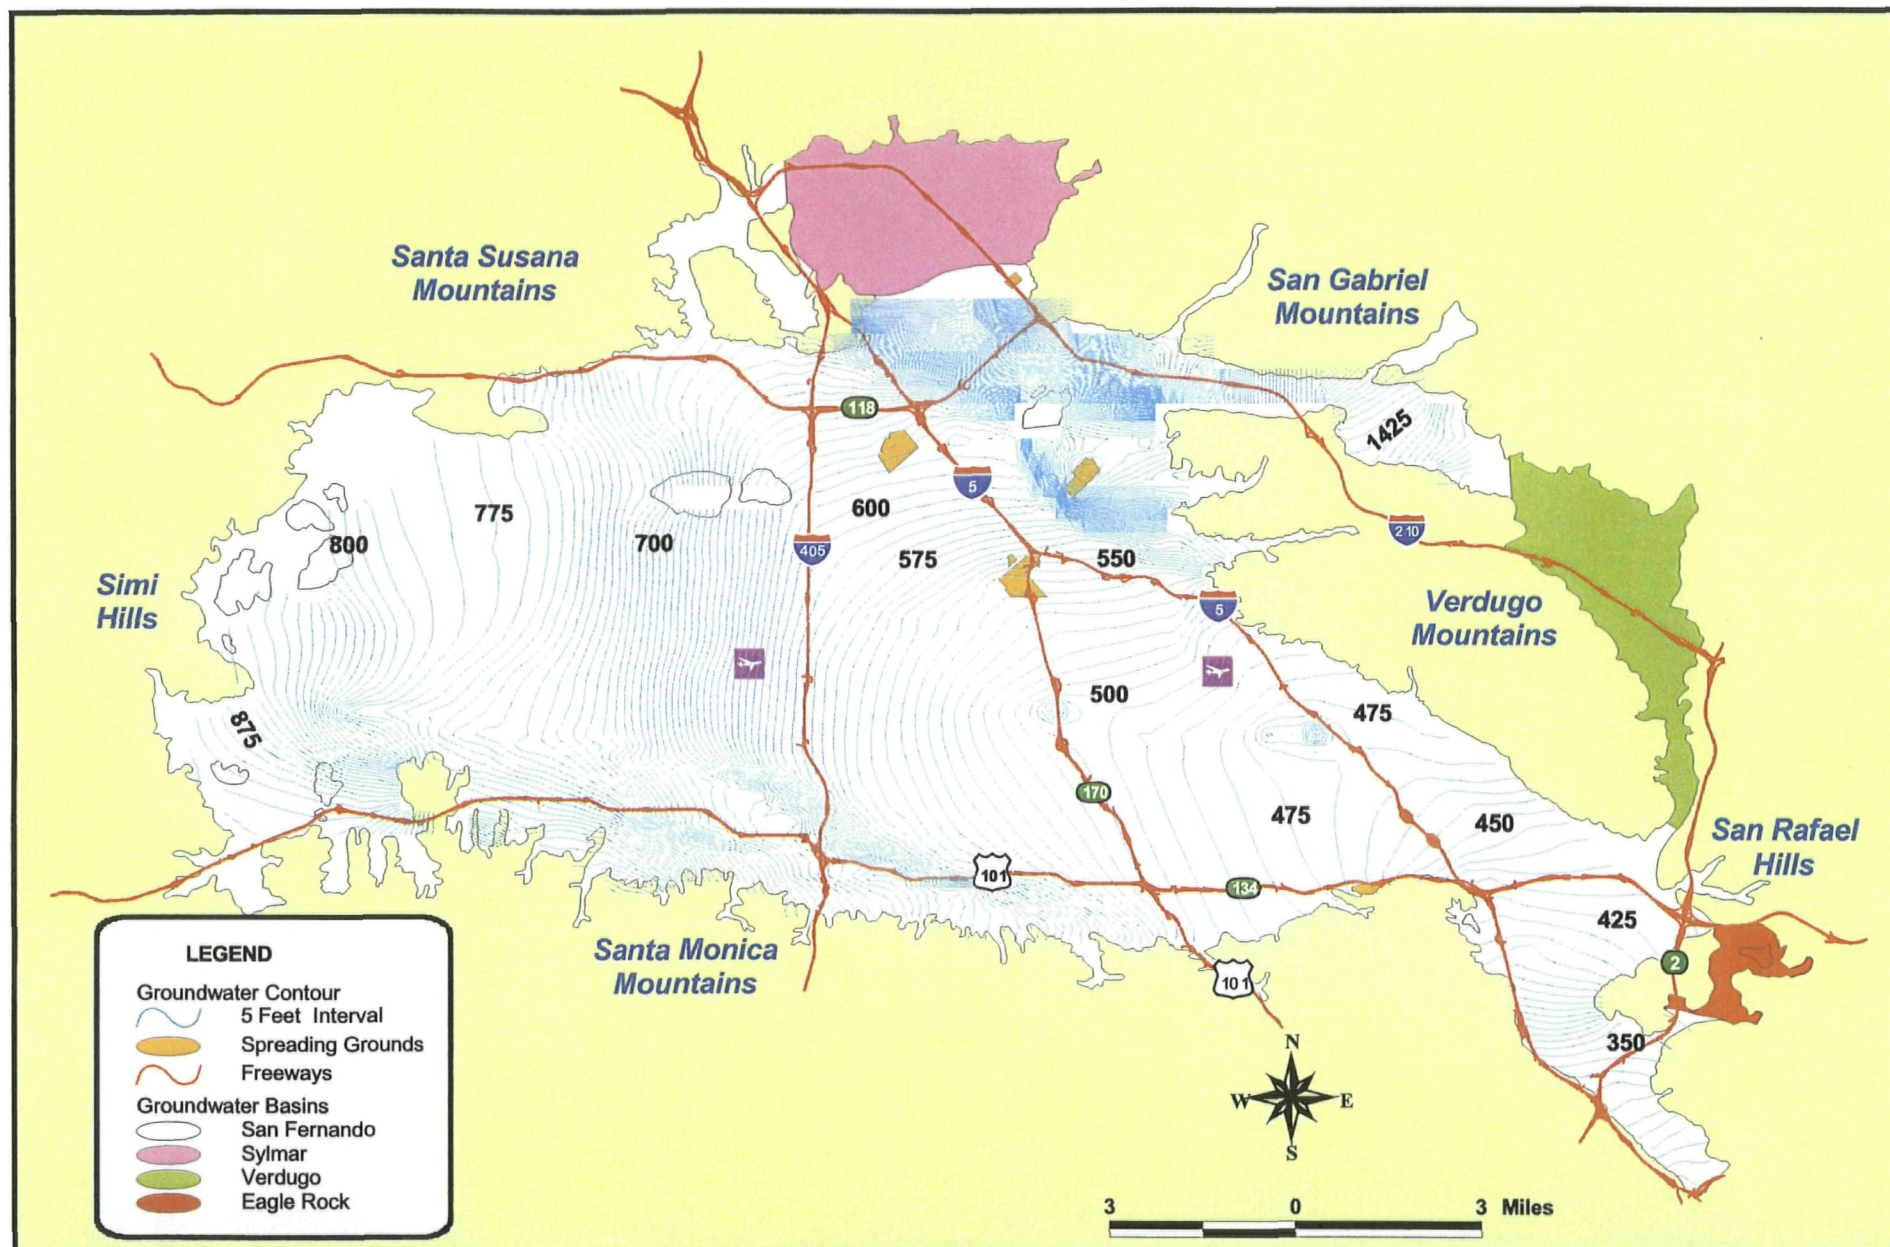 Santa Susana
Mountains
San Gabriel
Mountains
118
1425
5
775
600
210
800
700
405
575
550
Simi
Hills
5
Verdugo
Mountains
500
475
875
170
475
450
San Rafael
Hills
101
134
425
Santa Monica
Mountains
2
101
350
LEGEND
Groundwater Contour
5 Feet Interval
Spreading Grounds
Freeways
Groundwater Basins
San Fernando
Sylmar
Verdugo
Eagle Rock
N
W E
S
3 0 3 Miles